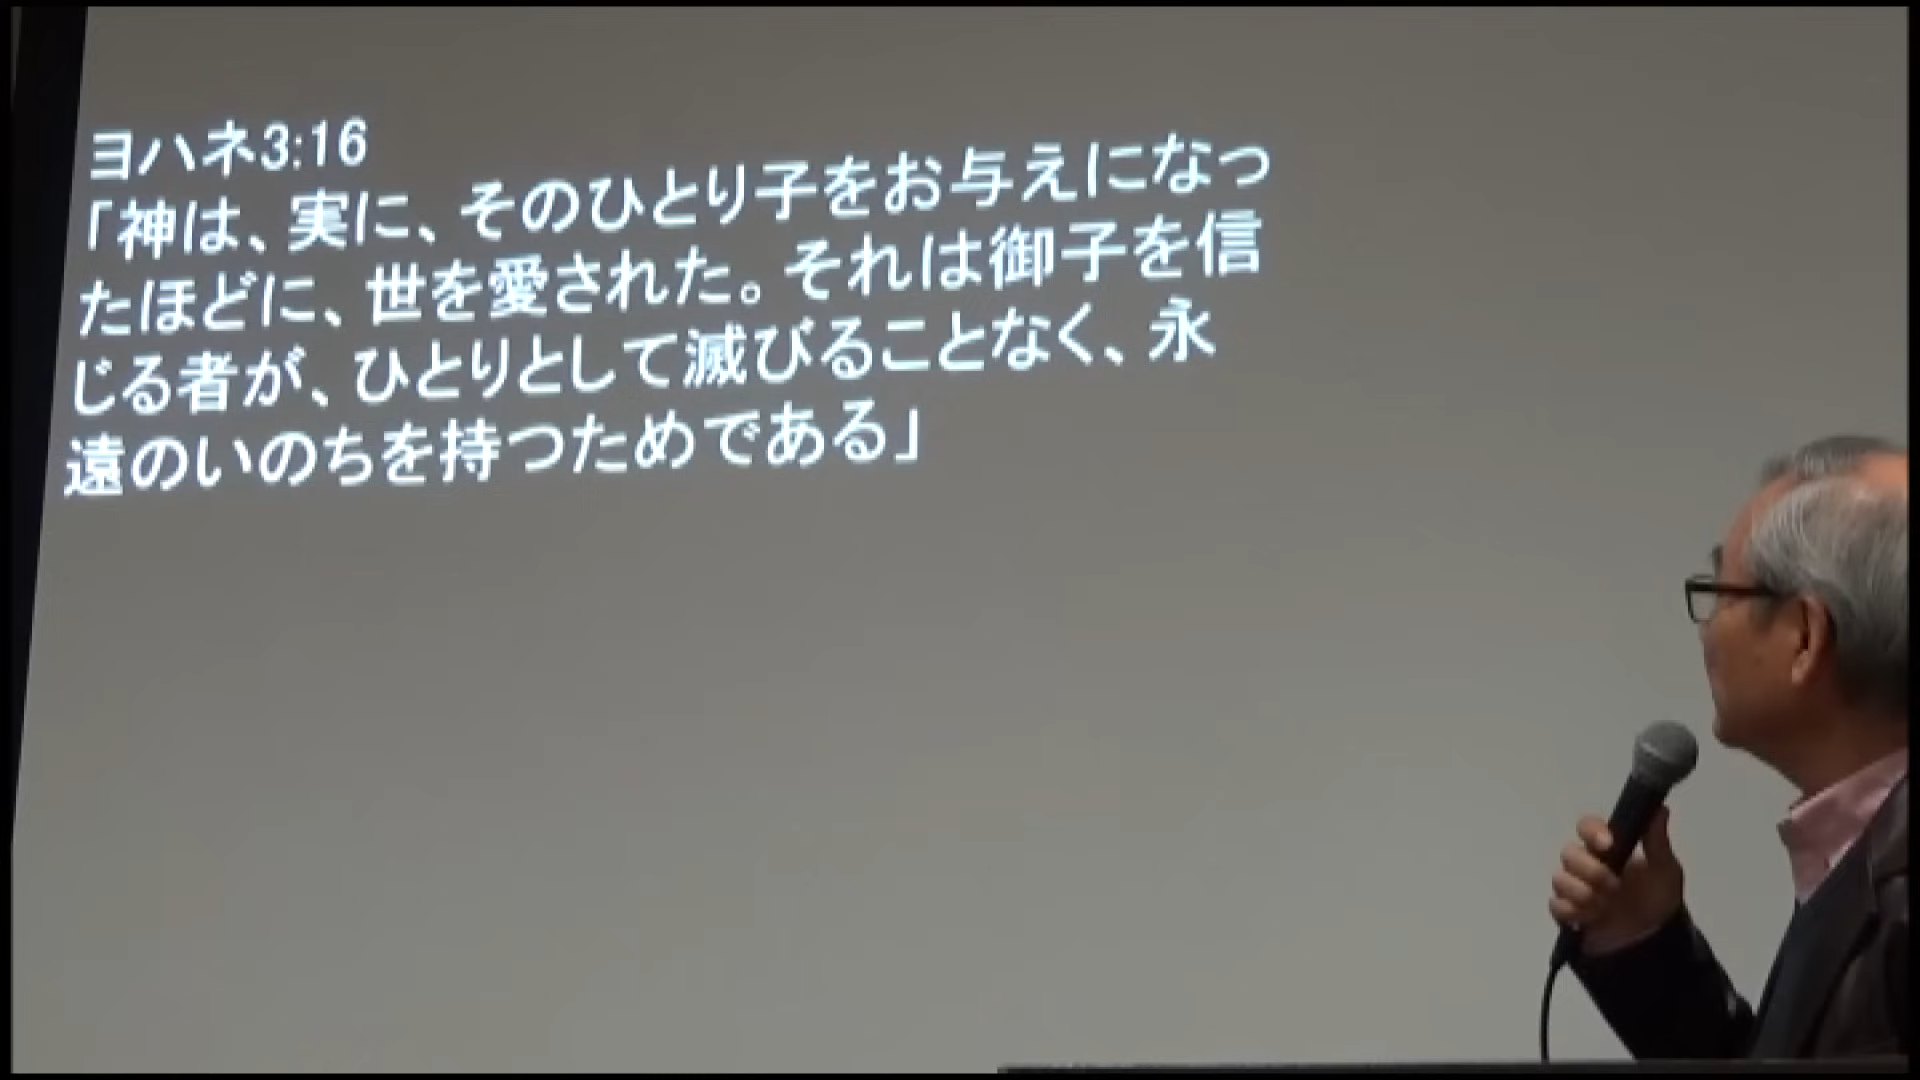 ヨハネ3:16
「神は、実に、そのひとり子をお与えになっ
たほどに、世を愛された。それは御子を信
じる者が、ひとりとして滅びることなく、永
遠のいのちを持つためである」